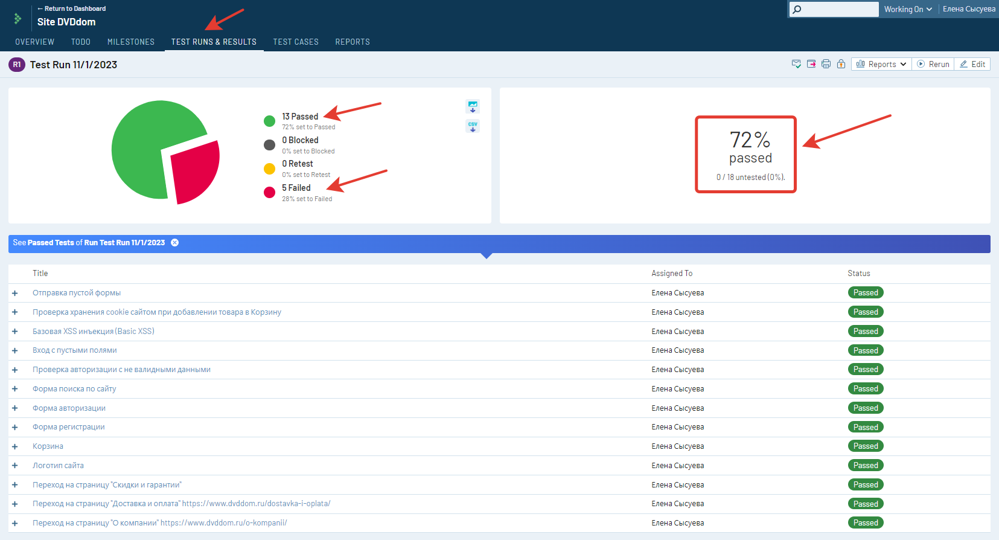 ← Return to Dashboard
Site DVDdom
Working On
Елена Сысуева
OVERVIEW TODO MILESTONES TEST RUNS & RESULTS TEST CASES REPORTS
R1 Test Run 11/1/2023
Reports Rerun Edit
13 Passed
72% set to Passed
0 Blocked
0% set to Blocked
0 Retest
0% set to Retest
5 Failed
28% set to Failed
CSV
72%
passed
0 / 18 untested (0%).
See Passed Tests of Run Test Run 11/1/2023
Title Assigned To Status
Отправка пустой формы Елена Сысуева Passed
Проверка хранения cookie сайтом при добавлении товара в Корзину Елена Сысуева Passed
Базовая XSS инъекция (Basic XSS) Елена Сысуева Passed
Вход с пустыми полями Елена Сысуева Passed
Проверка авторизации с не валидными данными Елена Сысуева Passed
Форма поиска по сайту Елена Сысуева Passed
Форма авторизации Елена Сысуева Passed
Форма регистрации Елена Сысуева Passed
Корзина Елена Сысуева Passed
Логотип сайта Елена Сысуева Passed
Переход на страницу "Скидки и гарантии" Елена Сысуева Passed
Переход на страницу "Доставка и оплата" https://www.dvddom.ru/dostavka-i-oplata/ Елена Сысуева Passed
Переход на страницу "О компании" https://www.dvddom.ru/o-kompanii/ Елена Сысуева Passed